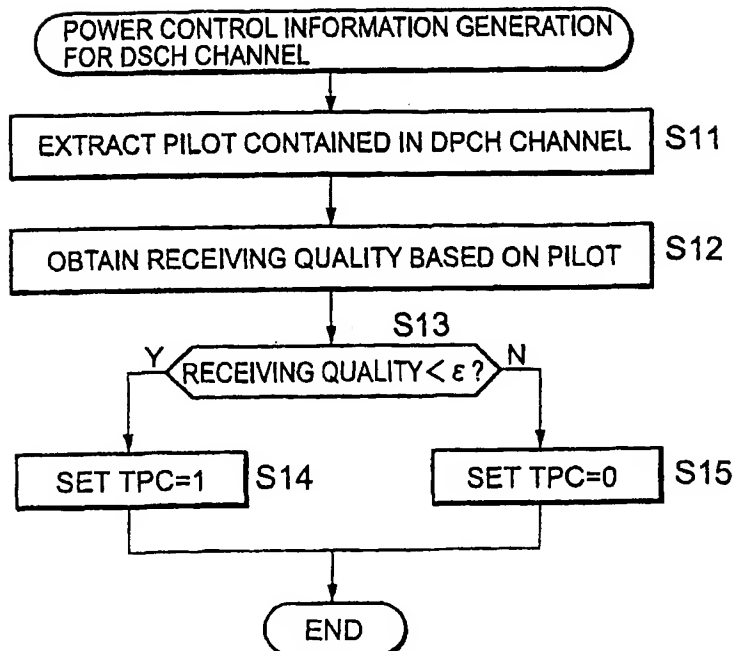 POWER CONTROL INFORMATION GENERATION
FOR DSCH CHANNEL
EXTRACT PILOT CONTAINED IN DPCH CHANNEL
S11
OBTAIN RECEIVING QUALITY BASED ON PILOT
S12
S13
Y
RECEIVING QUALITY < ε ?
N
SET TPC=1
S14
SET TPC=0
S15
END